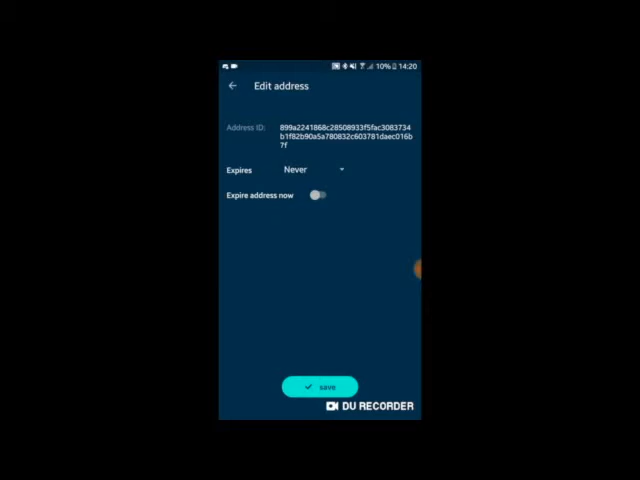 10% 14:20
Edit address
Address ID: 899a2241868c28508933f5fac3083734
b1f82b90a5a780832c603781daec016b
7f
Expires Never
Expire address now
save
DU RECORDER